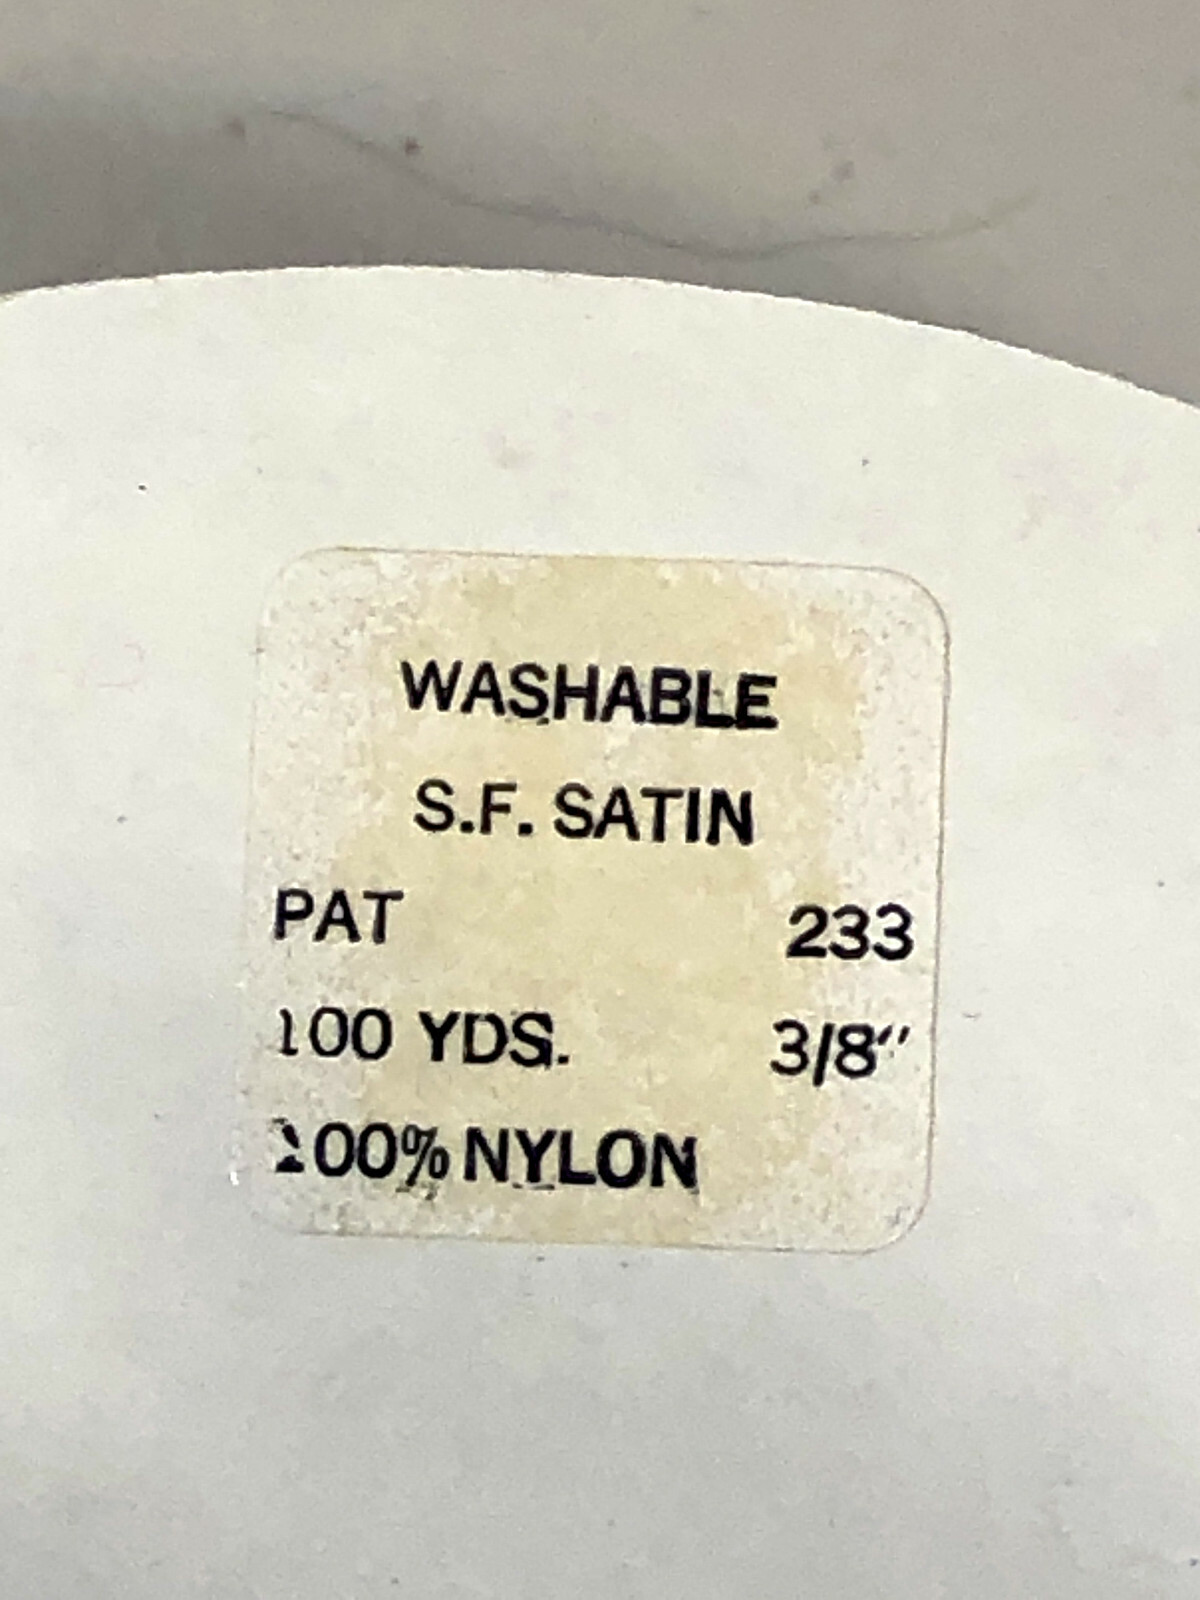 WASHABLE
S.F. SATIN
PAT 233
100 YDS. 3/8"
100% NYLON